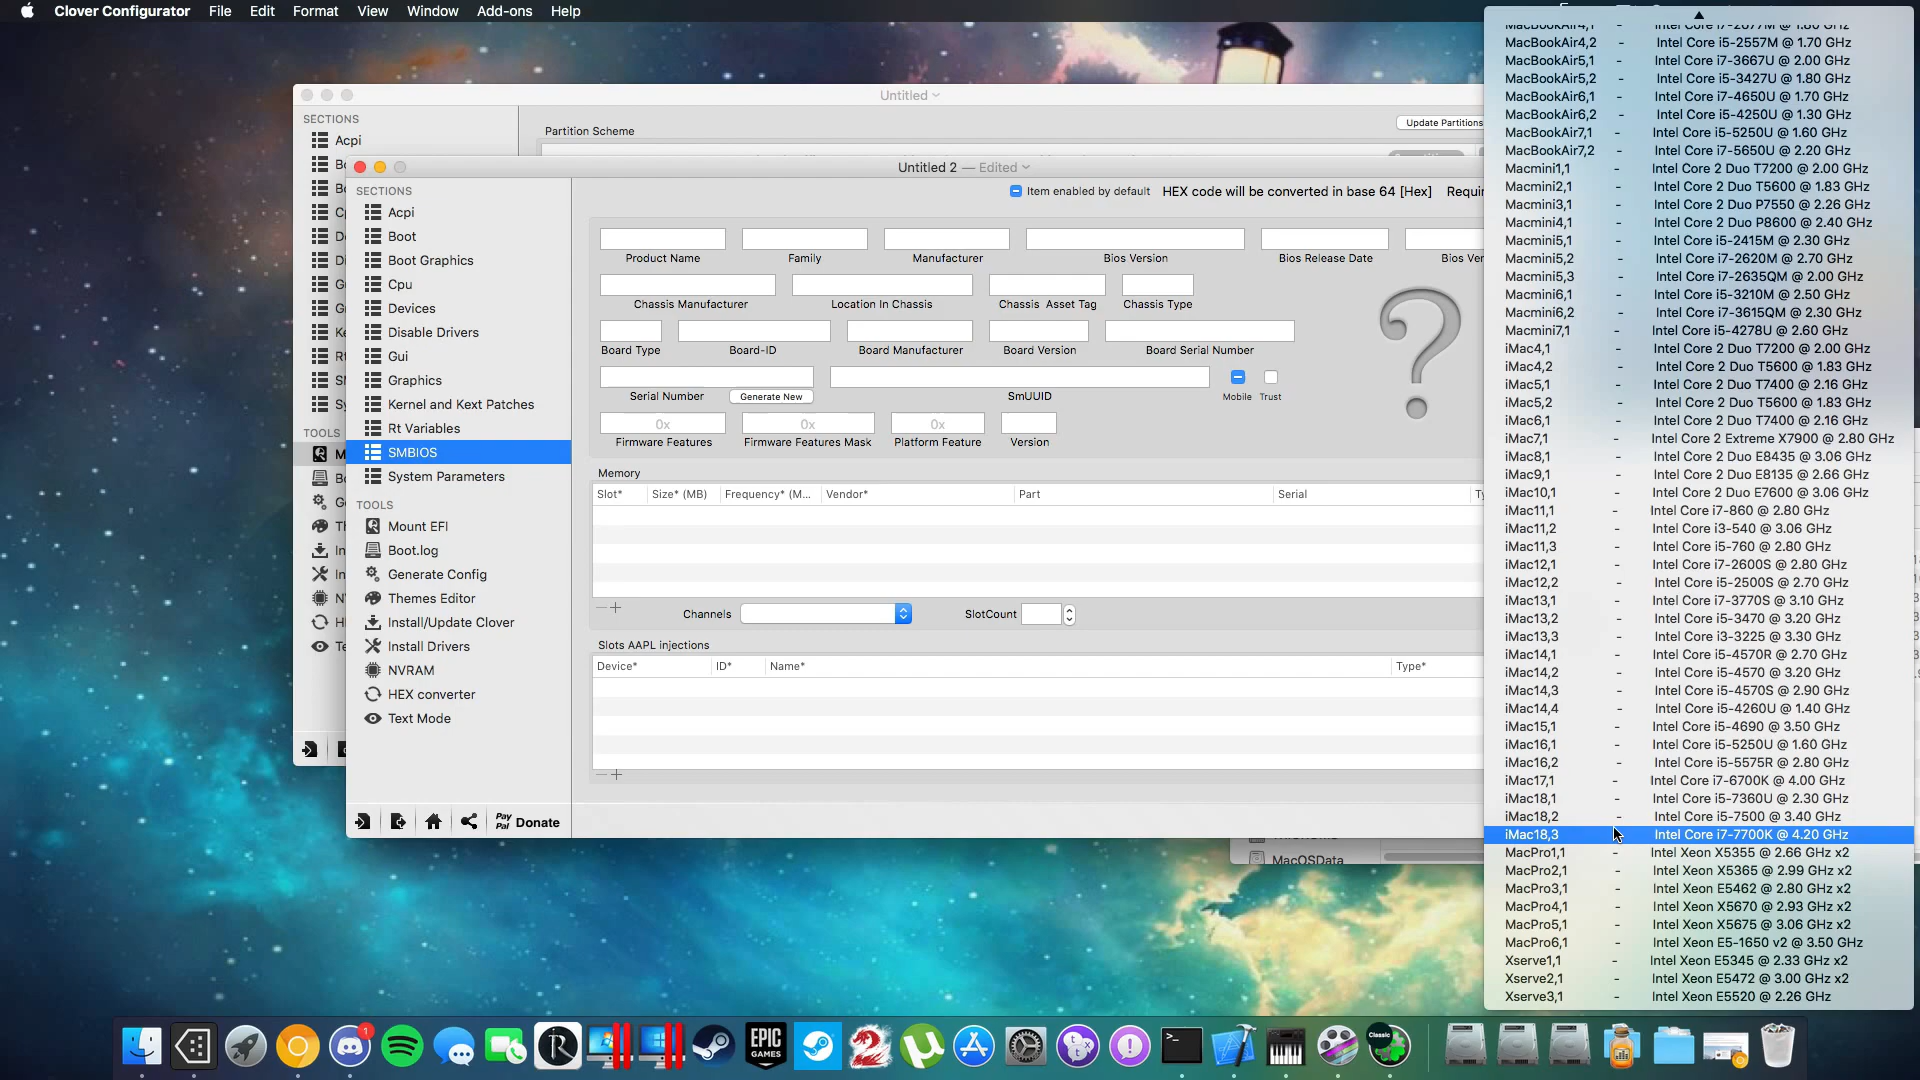 Clover Configurator File Edit Format View Window Add-ons Help
Untitled
SECTIONS
Acpi
Partition Scheme
Update Partitions
TOOLS
Untitled 2 — Edited
SECTIONS
Acpi
Boot
Boot Graphics
Cpu
Devices
Disable Drivers
Gui
Graphics
Kernel and Kext Patches
Rt Variables
SMBIOS
System Parameters
TOOLS
Mount EFI
Boot.log
Generate Config
Themes Editor
Install/Update Clover
Install Drivers
NVRAM
HEX converter
Text Mode
Pay Pal Donate
Item enabled by default HEX code will be converted in base 64 [Hex]
Product Name Family Manufacturer Bios Version Bios Release Date Bios Ver
Chassis Manufacturer Location In Chassis Chassis Asset Tag Chassis Type
Board Type Board-ID Board Manufacturer Board Version Board Serial Number
Serial Number Generate New SmUUID Mobile Trust
0x 0x 0x
Firmware Features Firmware Features Mask Platform Feature Version
Memory
Slot* Size* (MB) Frequency* (M... Vendor* Part Serial
Channels SlotCount
Slots AAPL injections
Device* ID* Name* Type*
MacOSData
MacBookAir4,1 - Intel Core i7-2677M @ 1.80 GHz
MacBookAir4,2 - Intel Core i5-2557M @ 1.70 GHz
MacBookAir5,1 - Intel Core i7-3667U @ 2.00 GHz
MacBookAir5,2 - Intel Core i5-3427U @ 1.80 GHz
MacBookAir6,1 - Intel Core i7-4650U @ 1.70 GHz
MacBookAir6,2 - Intel Core i5-4250U @ 1.30 GHz
MacBookAir7,1 - Intel Core i5-5250U @ 1.60 GHz
MacBookAir7,2 - Intel Core i7-5650U @ 2.20 GHz
Macmini1,1 - Intel Core 2 Duo T7200 @ 2.00 GHz
Macmini2,1 - Intel Core 2 Duo T5600 @ 1.83 GHz
Macmini3,1 - Intel Core 2 Duo P7550 @ 2.26 GHz
Macmini4,1 - Intel Core 2 Duo P8600 @ 2.40 GHz
Macmini5,1 - Intel Core i5-2415M @ 2.30 GHz
Macmini5,2 - Intel Core i7-2620M @ 2.70 GHz
Macmini5,3 - Intel Core i7-2635QM @ 2.00 GHz
Macmini6,1 - Intel Core i5-3210M @ 2.50 GHz
Macmini6,2 - Intel Core i7-3615QM @ 2.30 GHz
Macmini7,1 - Intel Core i5-4278U @ 2.60 GHz
iMac4,1 - Intel Core 2 Duo T7200 @ 2.00 GHz
iMac4,2 - Intel Core 2 Duo T5600 @ 1.83 GHz
iMac5,1 - Intel Core 2 Duo T7400 @ 2.16 GHz
iMac5,2 - Intel Core 2 Duo T5600 @ 1.83 GHz
iMac6,1 - Intel Core 2 Duo T7400 @ 2.16 GHz
iMac7,1 - Intel Core 2 Extreme X7900 @ 2.80 GHz
iMac8,1 - Intel Core 2 Duo E8435 @ 3.06 GHz
iMac9,1 - Intel Core 2 Duo E8135 @ 2.66 GHz
iMac10,1 - Intel Core 2 Duo E7600 @ 3.06 GHz
iMac11,1 - Intel Core i7-860 @ 2.80 GHz
iMac11,2 - Intel Core i3-540 @ 3.06 GHz
iMac11,3 - Intel Core i5-760 @ 2.80 GHz
iMac12,1 - Intel Core i7-2600S @ 2.80 GHz
iMac12,2 - Intel Core i5-2500S @ 2.70 GHz
iMac13,1 - Intel Core i7-3770S @ 3.10 GHz
iMac13,2 - Intel Core i5-3470 @ 3.20 GHz
iMac13,3 - Intel Core i3-3225 @ 3.30 GHz
iMac14,1 - Intel Core i5-4570R @ 2.70 GHz
iMac14,2 - Intel Core i5-4570 @ 3.20 GHz
iMac14,3 - Intel Core i5-4570S @ 2.90 GHz
iMac14,4 - Intel Core i5-4260U @ 1.40 GHz
iMac15,1 - Intel Core i5-4690 @ 3.50 GHz
iMac16,1 - Intel Core i5-5250U @ 1.60 GHz
iMac16,2 - Intel Core i5-5575R @ 2.80 GHz
iMac17,1 - Intel Core i7-6700K @ 4.00 GHz
iMac18,1 - Intel Core i5-7360U @ 2.30 GHz
iMac18,2 - Intel Core i5-7500 @ 3.40 GHz
iMac18,3 - Intel Core i7-7700K @ 4.20 GHz
MacPro1,1 - Intel Xeon X5355 @ 2.66 GHz x2
MacPro2,1 - Intel Xeon X5365 @ 2.99 GHz x2
MacPro3,1 - Intel Xeon E5462 @ 2.80 GHz x2
MacPro4,1 - Intel Xeon X5670 @ 2.93 GHz x2
MacPro5,1 - Intel Xeon X5675 @ 3.06 GHz x2
MacPro6,1 - Intel Xeon E5-1650 v2 @ 3.50 GHz
Xserve1,1 - Intel Xeon E5345 @ 2.33 GHz x2
Xserve2,1 - Intel Xeon E5472 @ 3.00 GHz x2
Xserve3,1 - Intel Xeon E5520 @ 2.26 GHz
1
EPIC GAMES
Classic